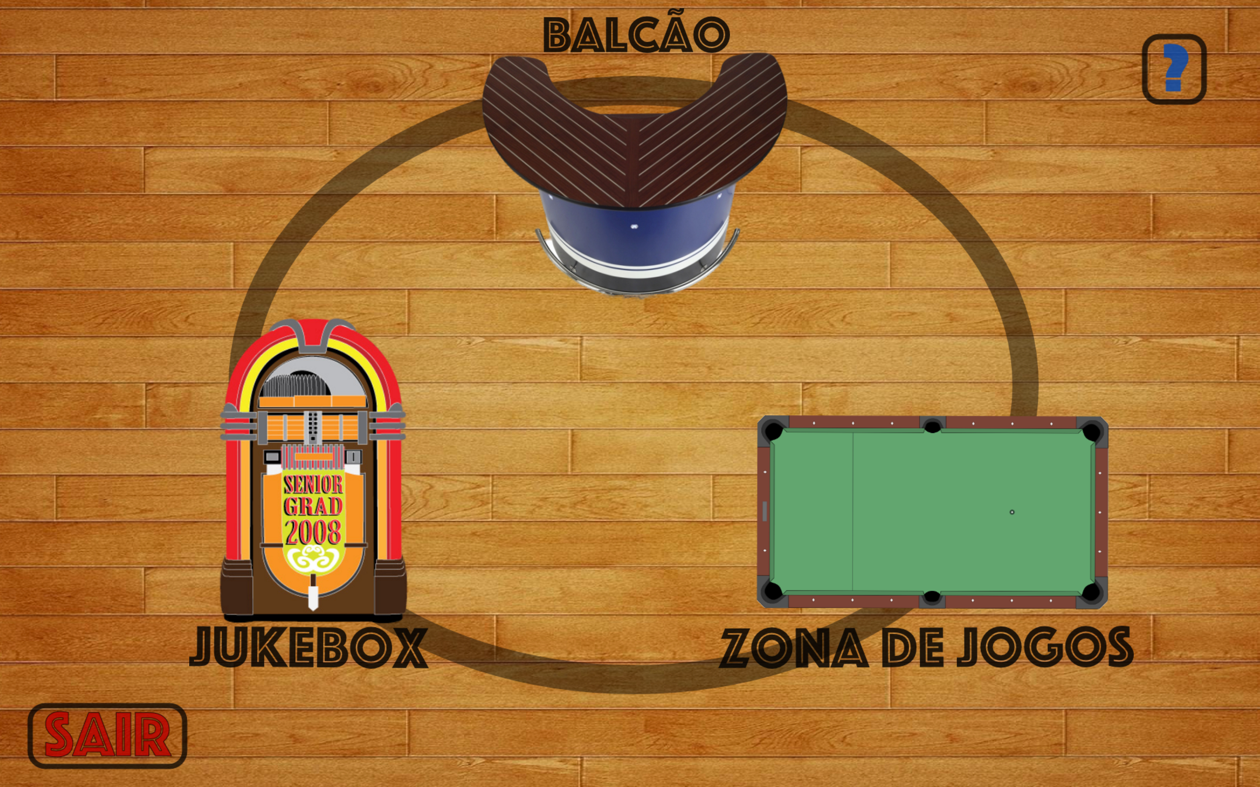 BALCÃO
?
SENIOR
GRAD
2008
JUKEBOX
ZONA DE JOGOS
SAIR